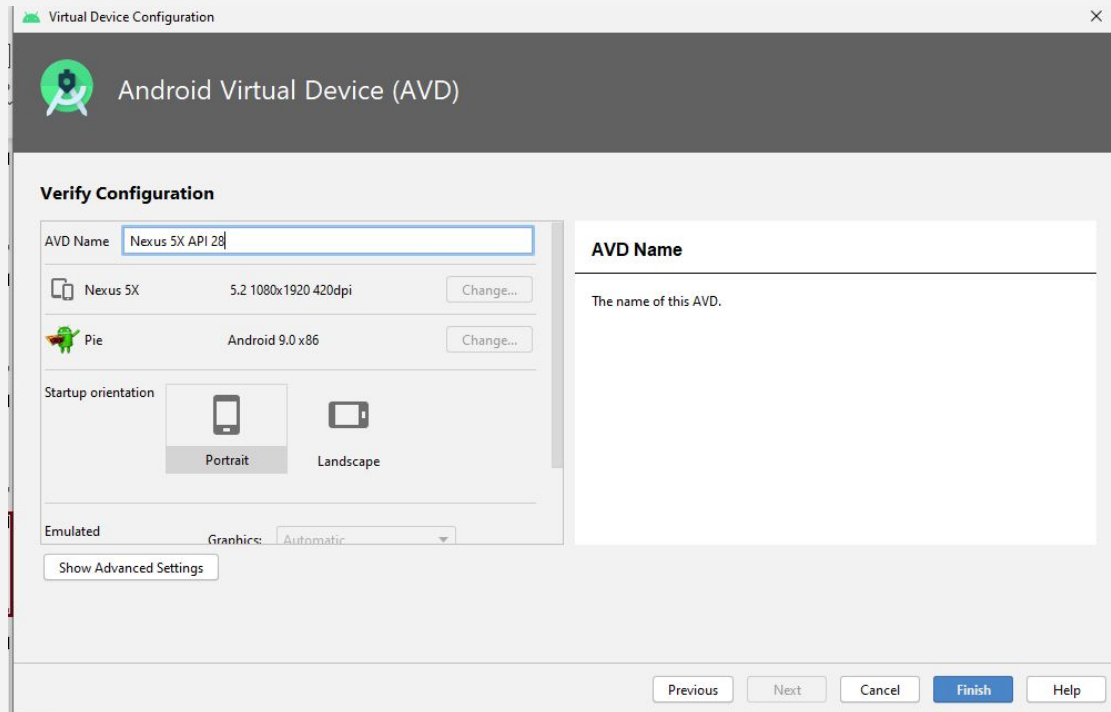 Virtual Device Configuration
Android Virtual Device (AVD)
Verify Configuration
AVD Name Nexus 5X API 28
Nexus 5X 5.2 1080x1920 420dpi Change...
Pie Android 9.0 x86 Change...
Startup orientation
Portrait Landscape
Emulated
Graphics: Automatic
Show Advanced Settings
AVD Name
The name of this AVD.
Previous Next Cancel Finish Help